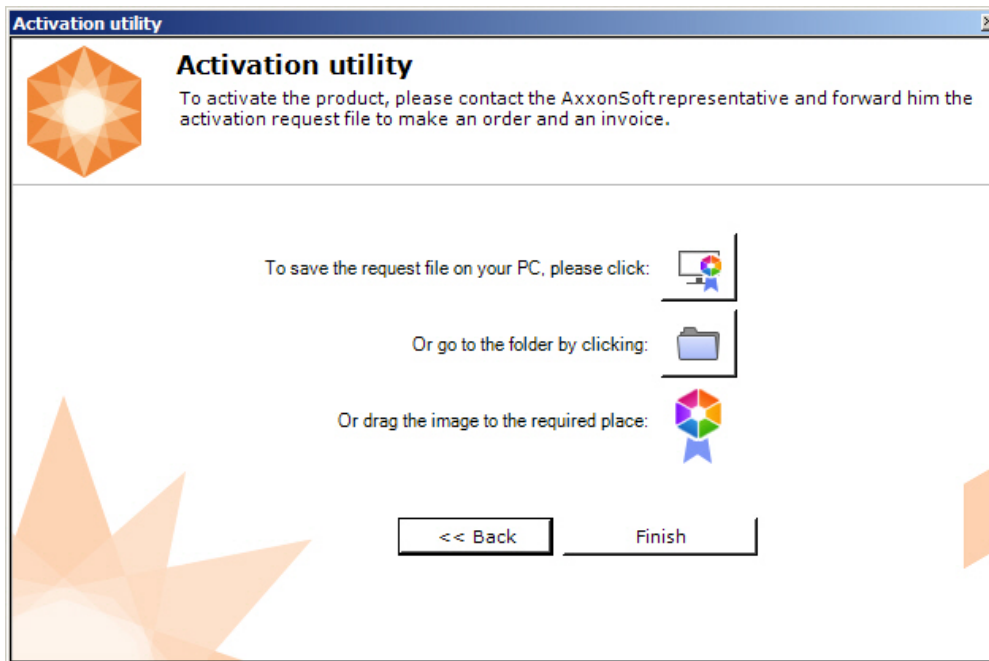 Activation utility
Activation utility
To activate the product, please contact the AxxonSoft representative and forward him the
activation request file to make an order and an invoice.
To save the request file on your PC, please click:
Or go to the folder by clicking:
Or drag the image to the required place:
<< Back
Finish